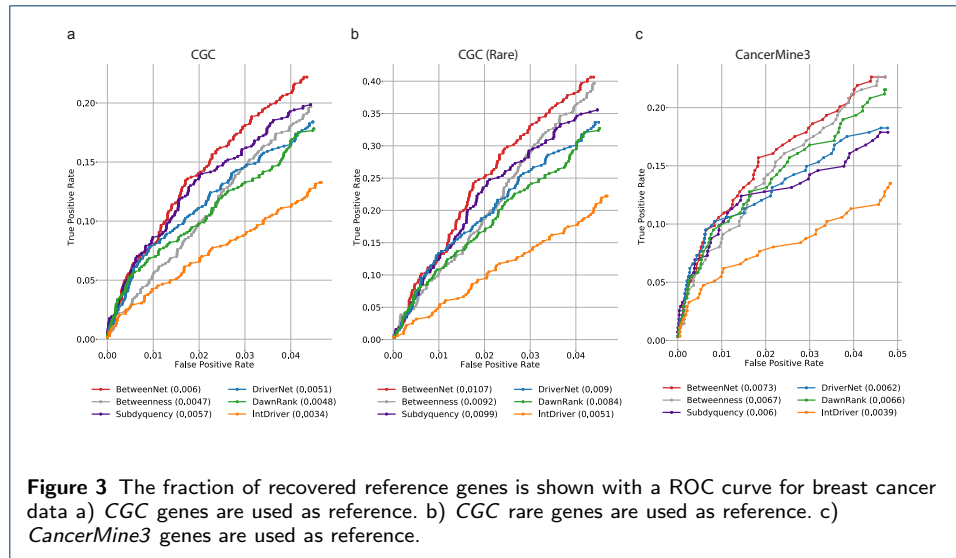 a
CGC
True Positive Rate
0.20
0.15
0.10
0.05
0.00
0.00 0.01 0.02 0.03 0.04
False Positive Rate
BetweenNet (0.006)
Betweenness (0.0047)
Subdyquency (0.0057)
DriverNet (0.0051)
DawnRank (0.0048)
IntDriver (0.0034)
b
CGC (Rare)
True Positive Rate
0.40
0.35
0.30
0.25
0.20
0.15
0.10
0.05
0.00
0.00 0.01 0.02 0.03 0.04
False Positive Rate
BetweenNet (0.0107)
Betweenness (0.0092)
Subdyquency (0.0099)
DriverNet (0.009)
DawnRank (0.0084)
IntDriver (0.0051)
c
CancerMine3
True Positive Rate
0.20
0.15
0.10
0.05
0.00
0.00 0.01 0.02 0.03 0.04 0.05
False Positive Rate
BetweenNet (0.0073)
Betweenness (0.0067)
Subdyquency (0.006)
DriverNet (0.0062)
DawnRank (0.0066)
IntDriver (0.0039)
Figure 3 The fraction of recovered reference genes is shown with a ROC curve for breast cancer
data a) CGC genes are used as reference. b) CGC rare genes are used as reference. c)
CancerMine3 genes are used as reference.